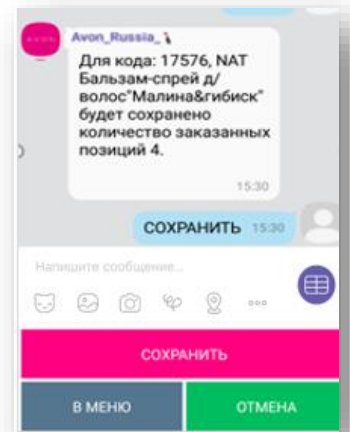 AVON
Avon_Russia_
Для кода: 17576, NAT
Бальзам-спрей д/
волос"Малина&гибиск"
будет сохранено
количество заказанных
позиций 4.
15:30
СОХРАНИТЬ 15:30
Напишите сообщение...
СОХРАНИТЬ
В МЕНЮ ОТМЕНА